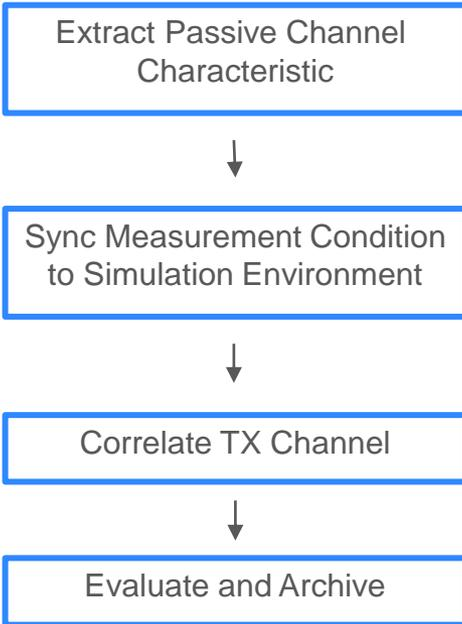 Extract Passive Channel
Characteristic
Sync Measurement Condition
to Simulation Environment
Correlate TX Channel
Evaluate and Archive